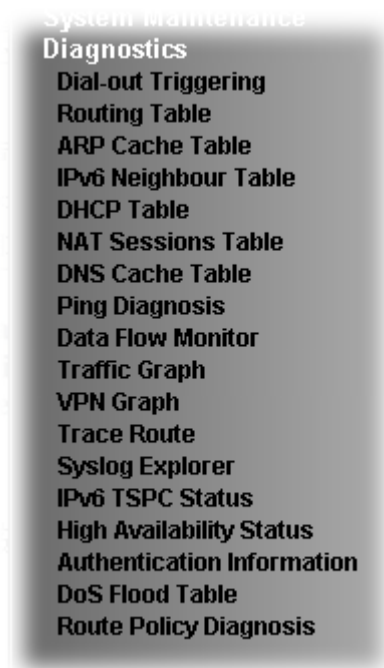 System Maintenance
Diagnostics
Dial-out Triggering
Routing Table
ARP Cache Table
IPv6 Neighbour Table
DHCP Table
NAT Sessions Table
DNS Cache Table
Ping Diagnosis
Data Flow Monitor
Traffic Graph
VPN Graph
Trace Route
Syslog Explorer
IPv6 TSPC Status
High Availability Status
Authentication Information
DoS Flood Table
Route Policy Diagnosis